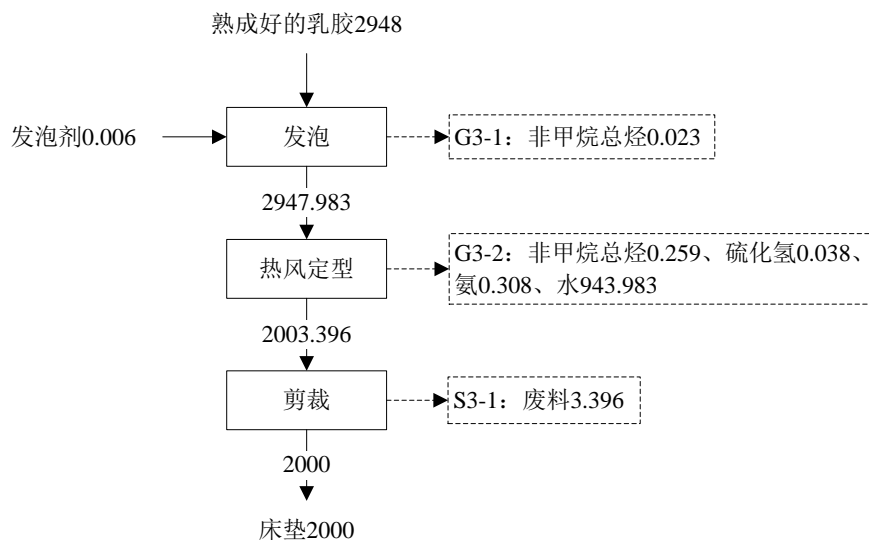 熟成好的乳胶2948
发泡剂0.006
发泡
G3-1：非甲烷总烃0.023
2947.983
热风定型
G3-2：非甲烷总烃0.259、硫化氢0.038、
氨0.308、水943.983
2003.396
剪裁
S3-1：废料3.396
2000
床垫2000